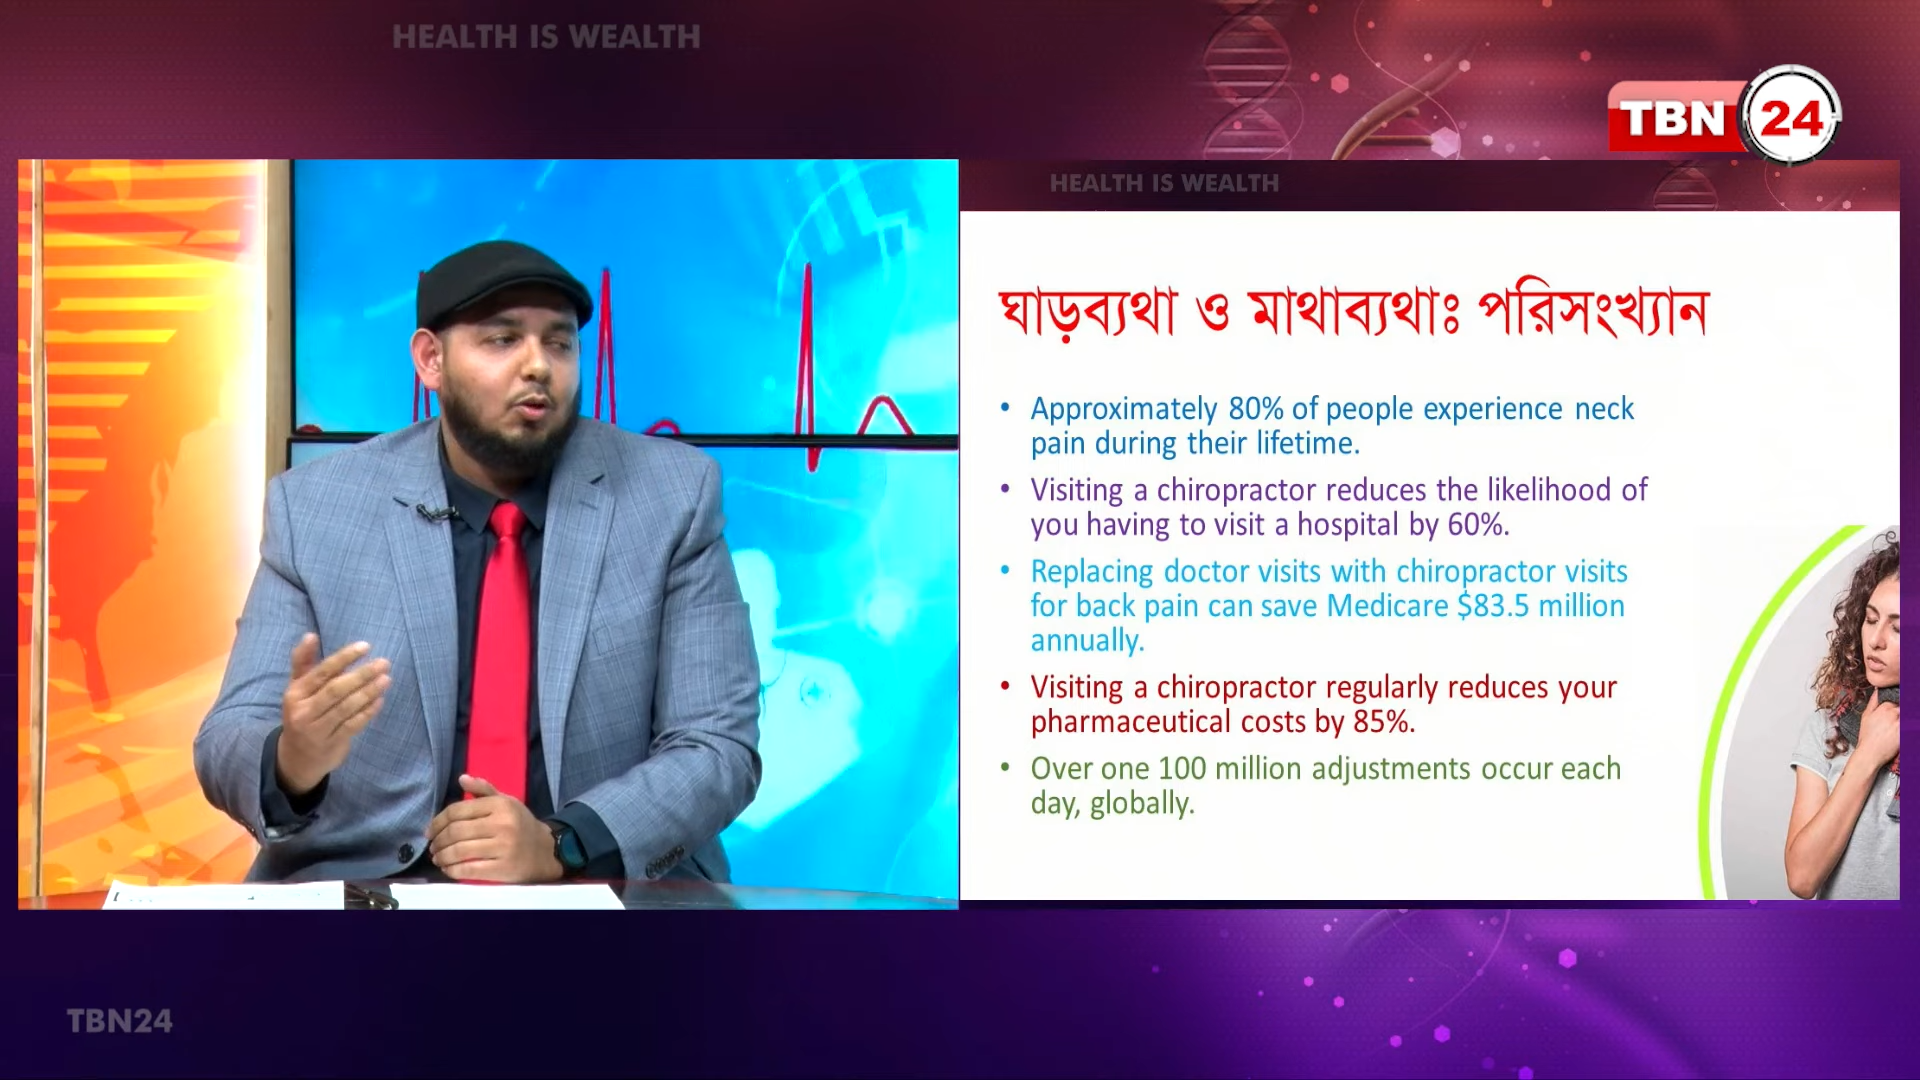 HEALTH IS WEALTH
TBN 24
HEALTH IS WEALTH
ঘাড়ব্যথা ও মাথাব্যথাঃ পরিসংখ্যান
• Approximately 80% of people experience neck
pain during their lifetime.
• Visiting a chiropractor reduces the likelihood of
you having to visit a hospital by 60%.
• Replacing doctor visits with chiropractor visits
for back pain can save Medicare $83.5 million
annually.
• Visiting a chiropractor regularly reduces your
pharmaceutical costs by 85%.
• Over one 100 million adjustments occur each
day, globally.
TBN24